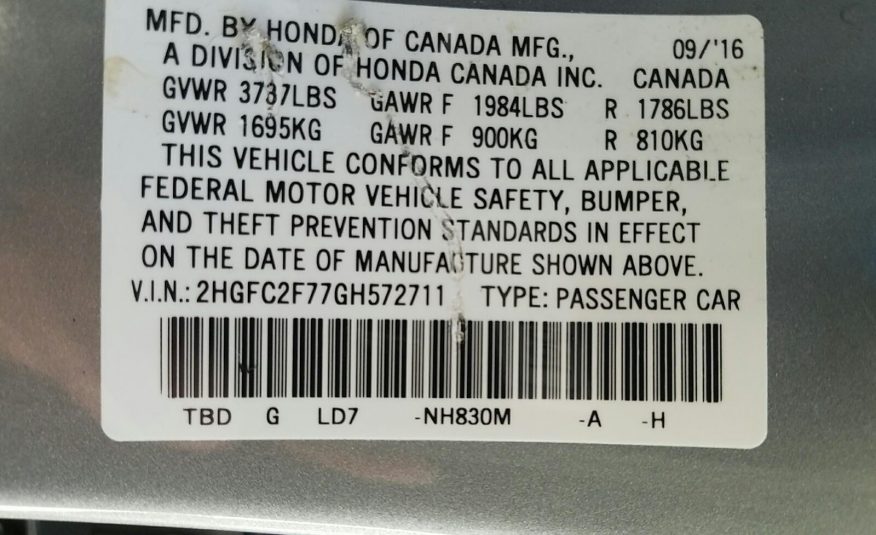 MFD. BY HONDA OF CANADA MFG., 09/'16
A DIVISION OF HONDA CANADA INC. CANADA
GVWR 3737LBS GAWR F 1984LBS R 1786LBS
GVWR 1695KG GAWR F 900KG R 810KG
THIS VEHICLE CONFORMS TO ALL APPLICABLE
FEDERAL MOTOR VEHICLE SAFETY, BUMPER,
AND THEFT PREVENTION STANDARDS IN EFFECT
ON THE DATE OF MANUFACTURE SHOWN ABOVE.
V.I.N.: 2HGFC2F77GH572711 TYPE: PASSENGER CAR
TBD G LD7 -NH830M -A -H